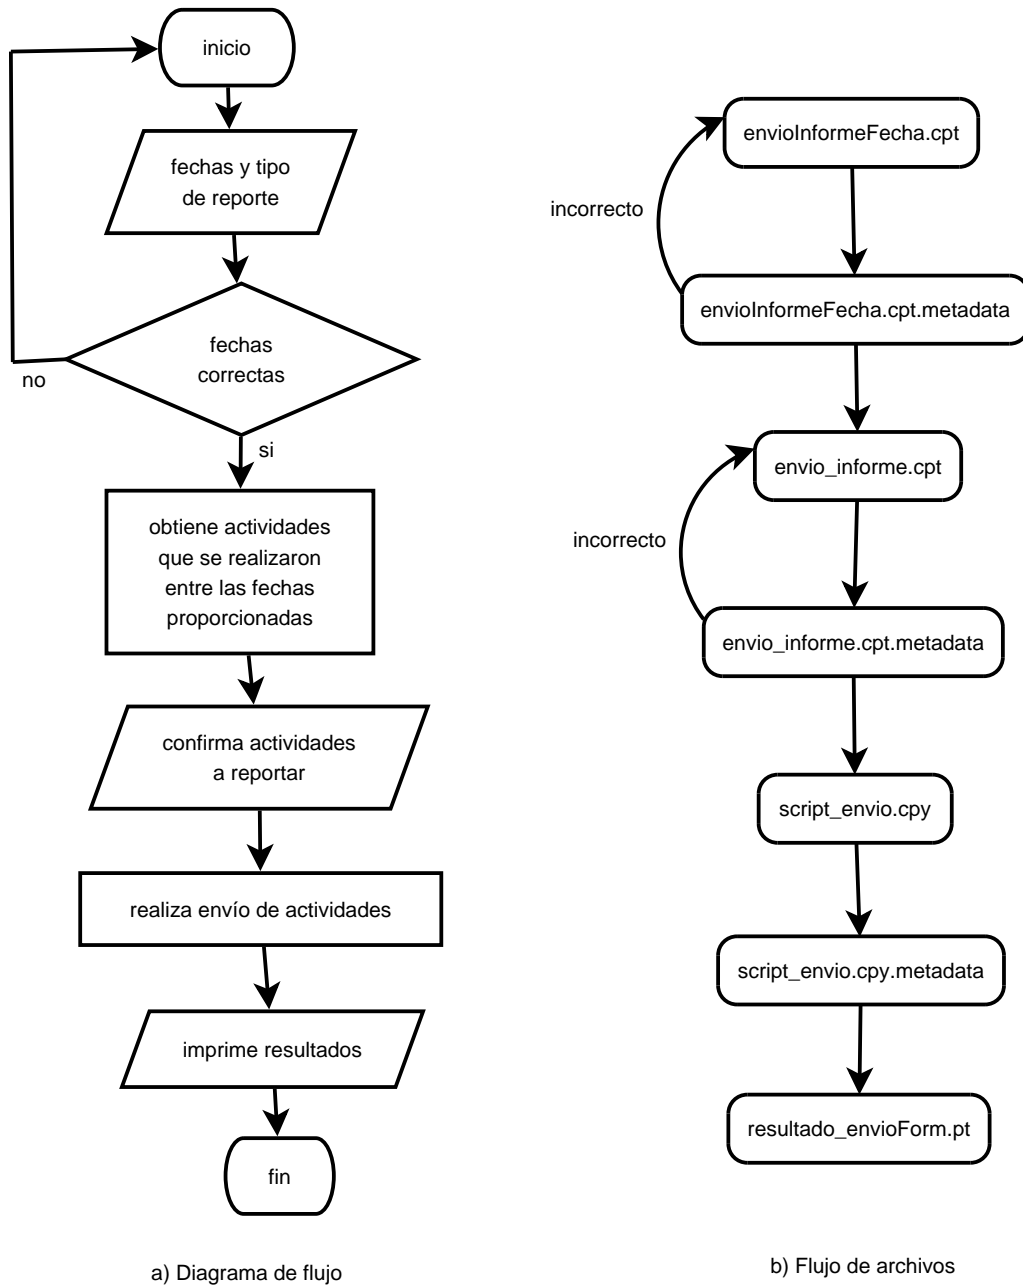 inicio
fechas y tipo
de reporte
fechas
correctas
no
si
obtiene actividades
que se realizaron
entre las fechas
proporcionadas
confirma actividades
a reportar
realiza envío de actividades
imprime resultados
fin
a) Diagrama de flujo
envioInformeFecha.cpt
incorrecto
envioInformeFecha.cpt.metadata
envio_informe.cpt
incorrecto
envio_informe.cpt.metadata
script_envio.cpy
script_envio.cpy.metadata
resultado_envioForm.pt
b) Flujo de archivos